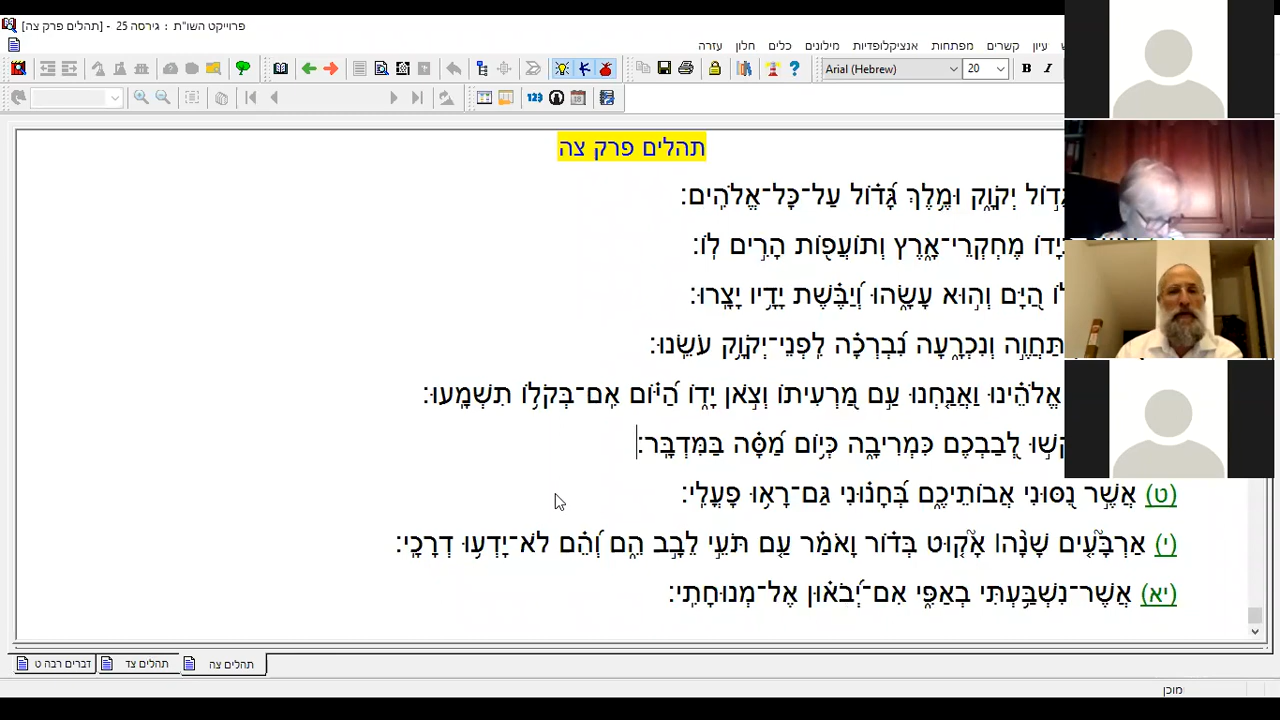 פרוייקט השו"ת : גירסה 25 - [תהלים פרק צה]
עיון קשרים מפתחות אנציקלופדיות מילונים כלים חלון עזרה
Arial (Hebrew) 20 B I
123
תהלים פרק צה
יְקֹוָ֑ק וּמֶ֥לֶךְ גָּ֝ד֗וֹל עַל־כָּל־אֱלֹהִֽים:
מֶחְקְרֵי־אָ֑רֶץ וְתוֹעֲפ֖וֹת הָרִ֣ים לֽוֹ:
הַ֭יָּם וְה֣וּא עָשָׂ֑הוּ וְ֝יַבֶּ֗שֶׁת יָדָ֥יו יָצָֽרוּ:
וְנִכְרָ֑עָה נִ֝בְרְכָ֗ה לִֽפְנֵי־יְקֹוָ֥ק עֹשֵֽׂנוּ:
אֱלֹהֵ֗ינוּ וַאֲנַ֤חְנוּ עַ֣ם מַ֭רְעִיתוֹ וְצֹ֣אן יָד֑וֹ הַ֝יּ֗וֹם אִֽם־בְּקֹל֥וֹ תִשְׁמָֽעוּ:
לְ֭בַבְכֶם כִּמְרִיבָ֑ה כְּי֥וֹם מַ֝סָּ֗ה בַּמִּדְבָּֽר:
(ט) אֲשֶׁ֣ר נִ֭סּוּנִי אֲבוֹתֵיכֶ֑ם בְּ֝חָנ֗וּנִי גַּם־רָא֥וּ פָעֳלִֽי:
(י) אַרְבָּ֘עִ֤ים שָׁנָ֨ה׀ אָ֘ק֤וּט בְּד֗וֹר וָאֹמַ֗ר עַ֤ם תֹּעֵ֣י לֵבָ֣ב הֵ֑ם וְ֝הֵ֗ם לֹא־יָדְע֥וּ דְרָכָֽי:
(יא) אֲשֶׁר־נִשְׁבַּ֥עְתִּי בְאַפִּ֑י אִם־יְ֝בֹא֗וּן אֶל־מְנוּחָתִֽי:
תהלים צה תהלים צד דברים רבה ט
מוכן